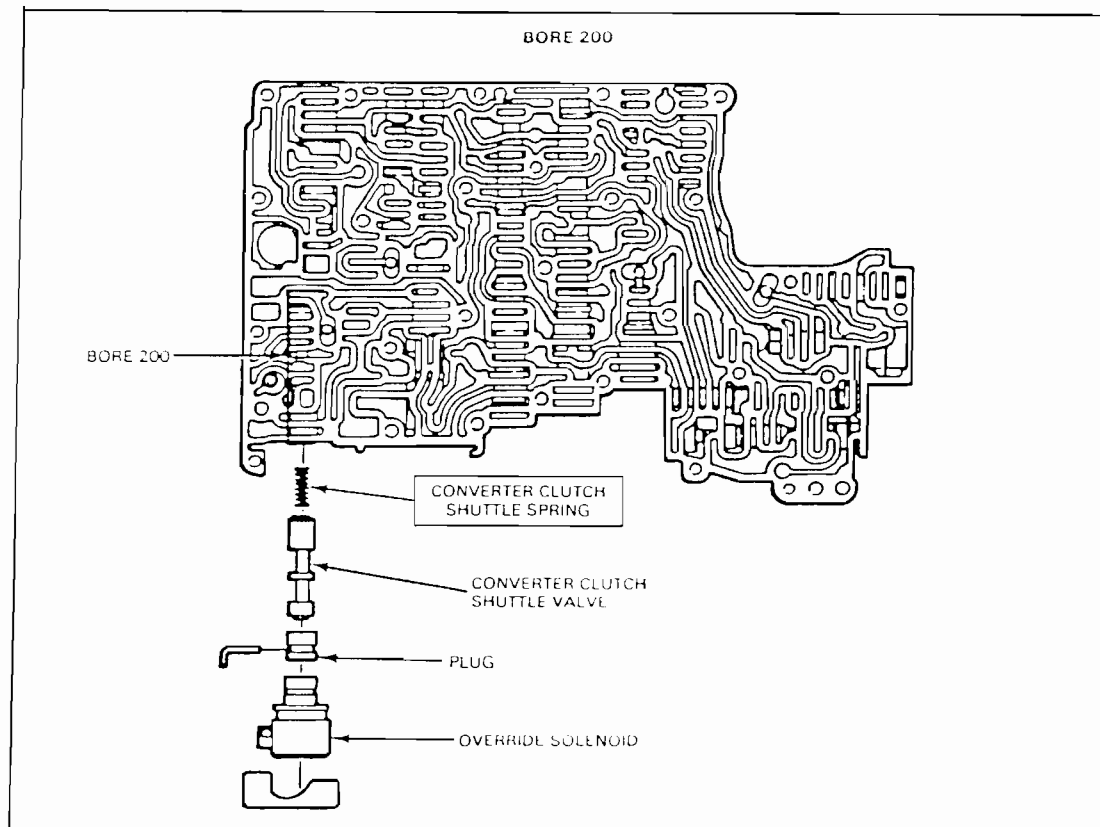 BORE 200
BORE 200
CONVERTER CLUTCH
SHUTTLE SPRING
CONVERTER CLUTCH
SHUTTLE VALVE
PLUG
OVERRIDE SOLENOID